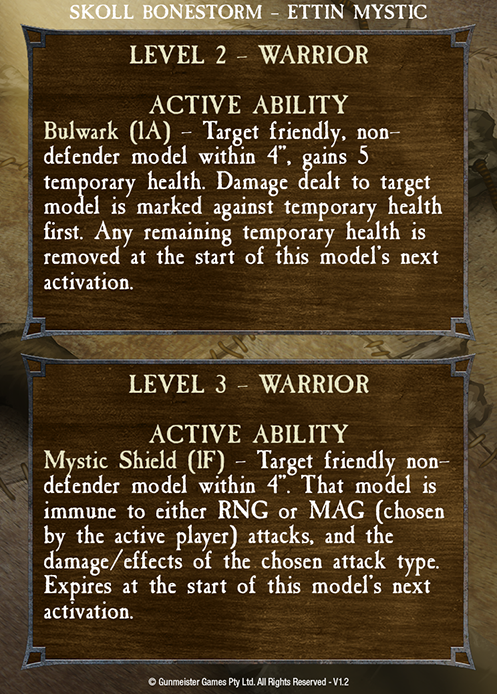 SKOLL BONESTORM - ETTIN MYSTIC
LEVEL 2 - WARRIOR
ACTIVE ABILITY
Bulwark (1A) - Target friendly, non-
defender model within 4", gains 5
temporary health. Damage dealt to target
model is marked against temporary health
first. Any remaining temporary health is
removed at the start of this model's next
activation.
LEVEL 3 - WARRIOR
ACTIVE ABILITY
Mystic Shield (1F) - Target friendly non-
defender model within 4". That model is
immune to either RNG or MAG (chosen
by the active player) attacks, and the
damage/effects of the chosen attack type.
Expires at the start of this model's next
activation.
© Gunmeister Games Pty Ltd. All Rights Reserved - V1.2